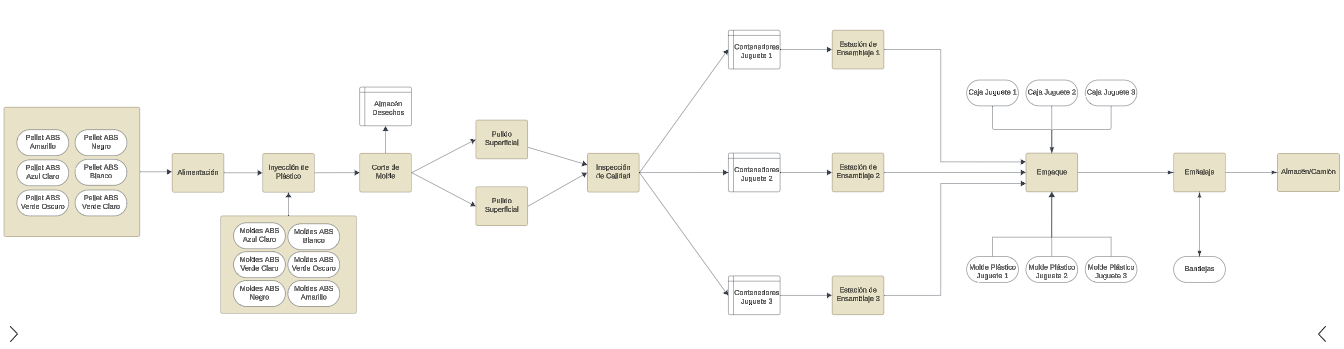 Pellet ABS
Amarillo
Pellet ABS
Negro
Pellet ABS
Azul Claro
Pellet ABS
Blanco
Pellet ABS
Verde Oscuro
Pellet ABS
Verde Claro
Alimentación
Inyección de
Plástico
Moldes ABS
Azul Claro
Moldes ABS
Blanco
Moldes ABS
Verde Claro
Moldes ABS
Verde Oscuro
Moldes ABS
Negro
Moldes ABS
Amarillo
Almacén
Desechos
Corte de
Molde
Pulido
Superficial
Pulido
Superficial
Inspección
de Calidad
Contenedores
Juguete 1
Estación de
Ensamblaje 1
Contenedores
Juguete 2
Estación de
Ensamblaje 2
Contenedores
Juguete 3
Estación de
Ensamblaje 3
Caja Juguete 1
Caja Juguete 2
Caja Juguete 3
Empaque
Molde Plástico
Juguete 1
Molde Plástico
Juguete 2
Molde Plástico
Juguete 3
Embalaje
Bandejas
Almacén/Camión